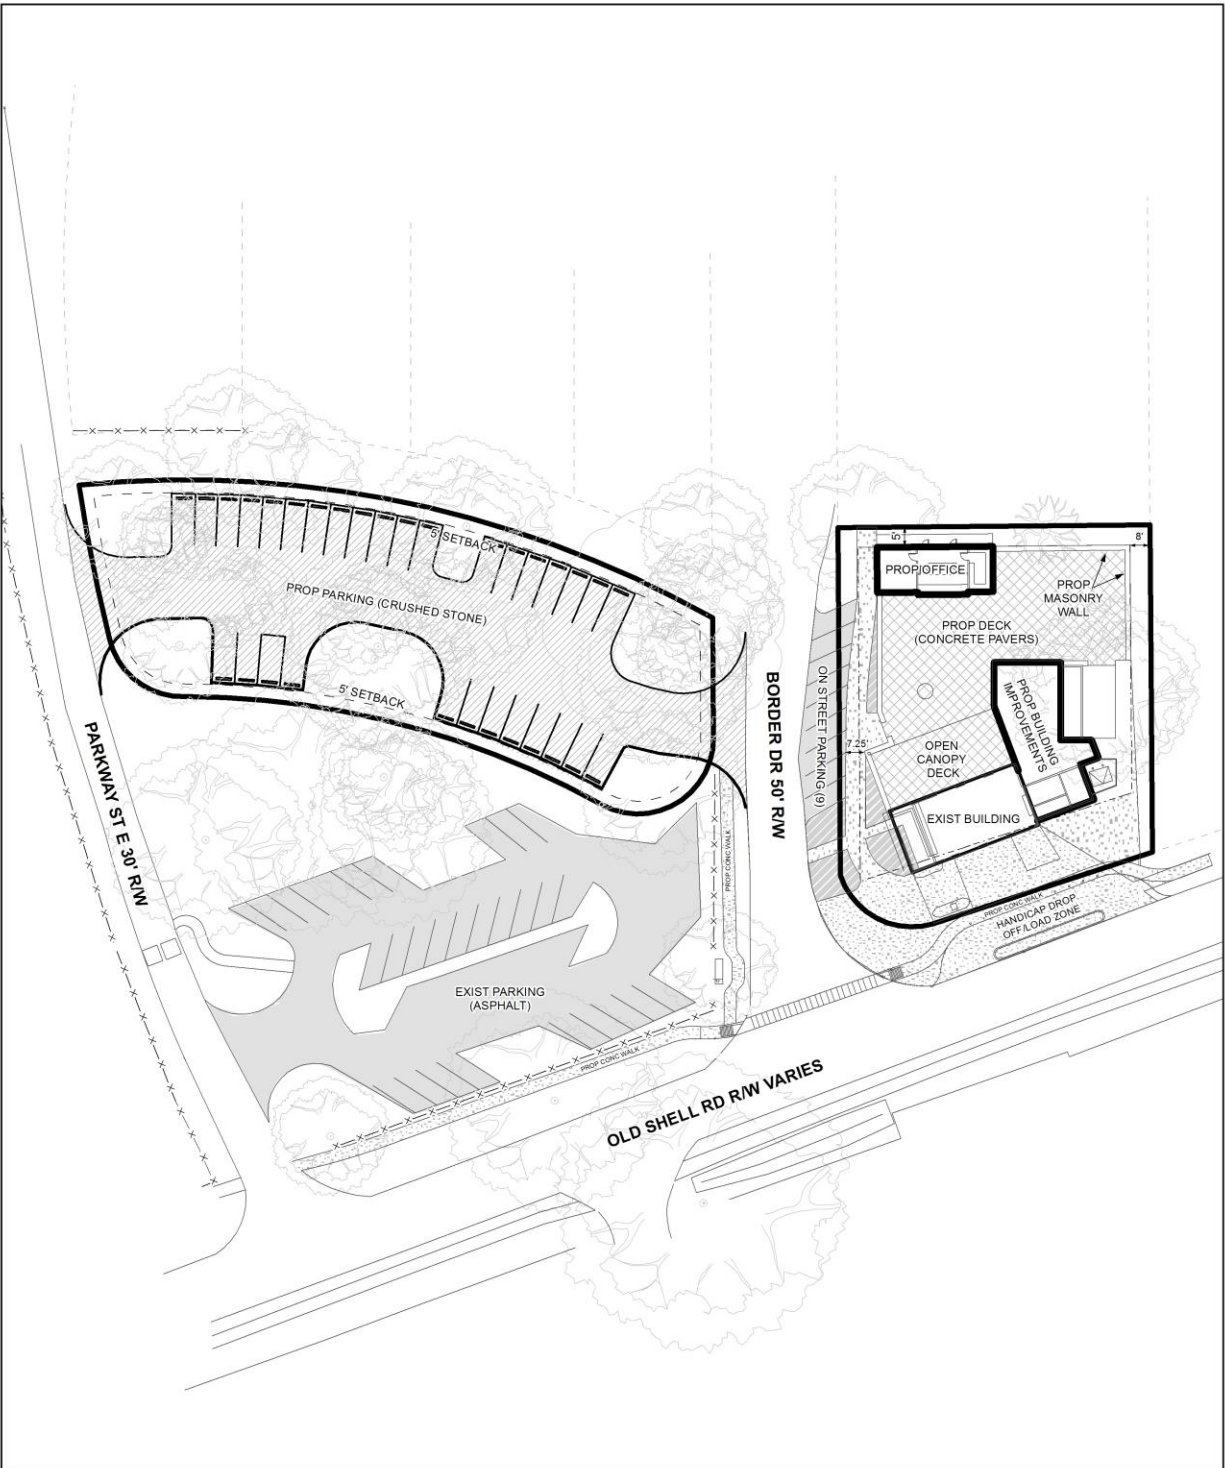 5' SETBACK
PROP PARKING (CRUSHED STONE)
5' SETBACK
5'
8'
PROP OFFICE
PROP
MASONRY
WALL
PROP DECK
(CONCRETE PAVERS)
ON STREET PARKING (9)
BORDER DR 50' R/W
PROP BUILDING
IMPROVEMENTS
7.25'
OPEN
CANOPY
DECK
EXIST BUILDING
PARKWAY ST E 30' R/W
PROP CONC WALK
PROP CONC WALK
HANDICAP DROP
OFF/LOAD ZONE
EXIST PARKING
(ASPHALT)
PROP CONC WALK
OLD SHELL RD R/W VARIES